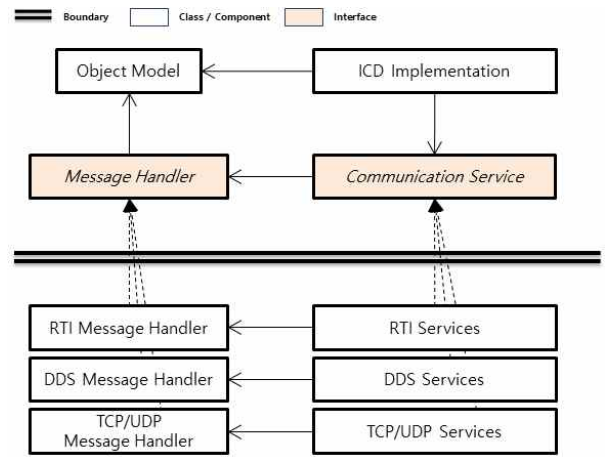 Boundary Class / Component Interface
Object Model ICD Implementation
Message Handler Communication Service
RTI Message Handler RTI Services
DDS Message Handler DDS Services
TCP/UDP
Message Handler TCP/UDP Services